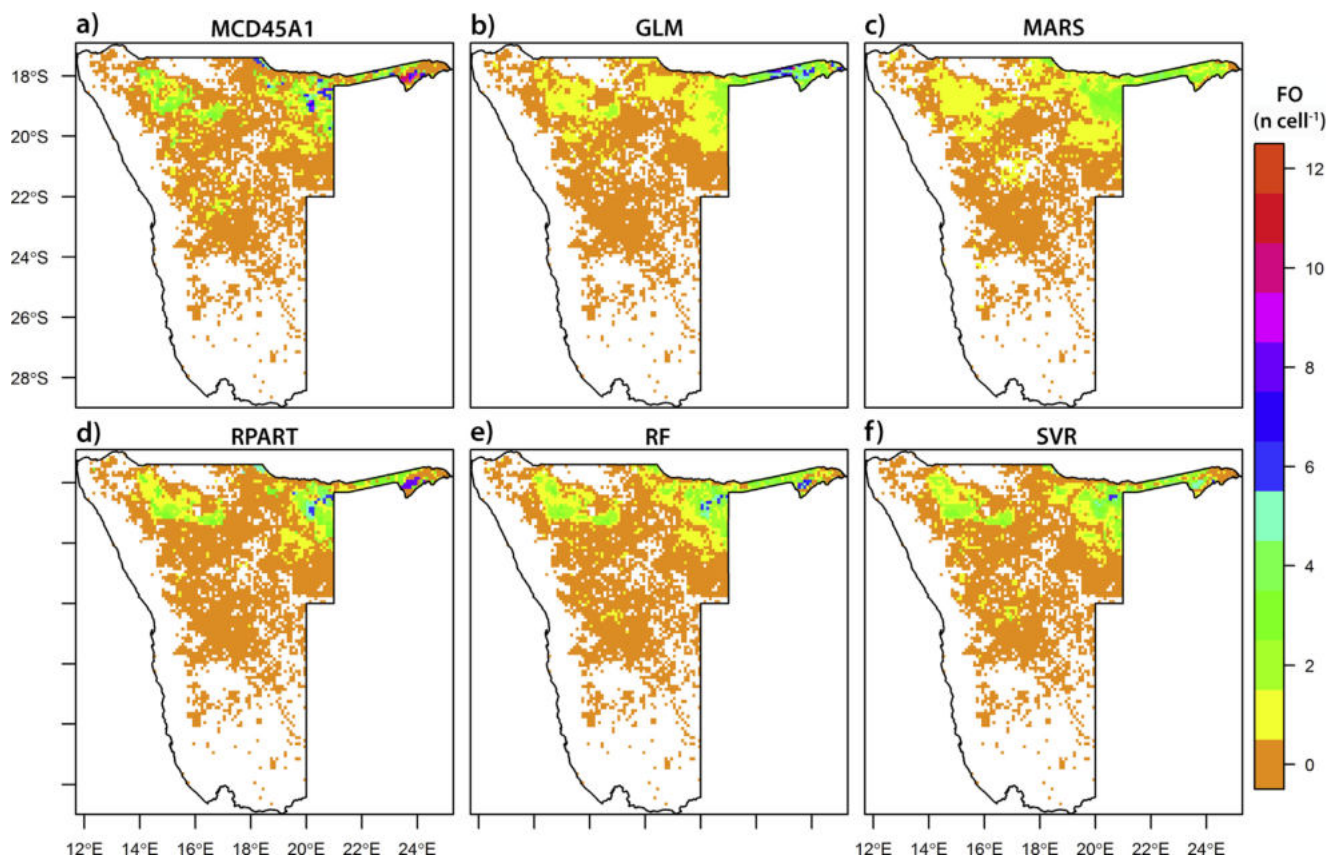 a) MCD45A1
b) GLM
c) MARS
18°S
20°S
22°S
24°S
26°S
28°S
FO
(n cell⁻¹)
12
10
8
6
4
2
0
d) RPART
e) RF
f) SVR
12°E 14°E 16°E 18°E 20°E 22°E 24°E
12°E 14°E 16°E 18°E 20°E 22°E 24°E